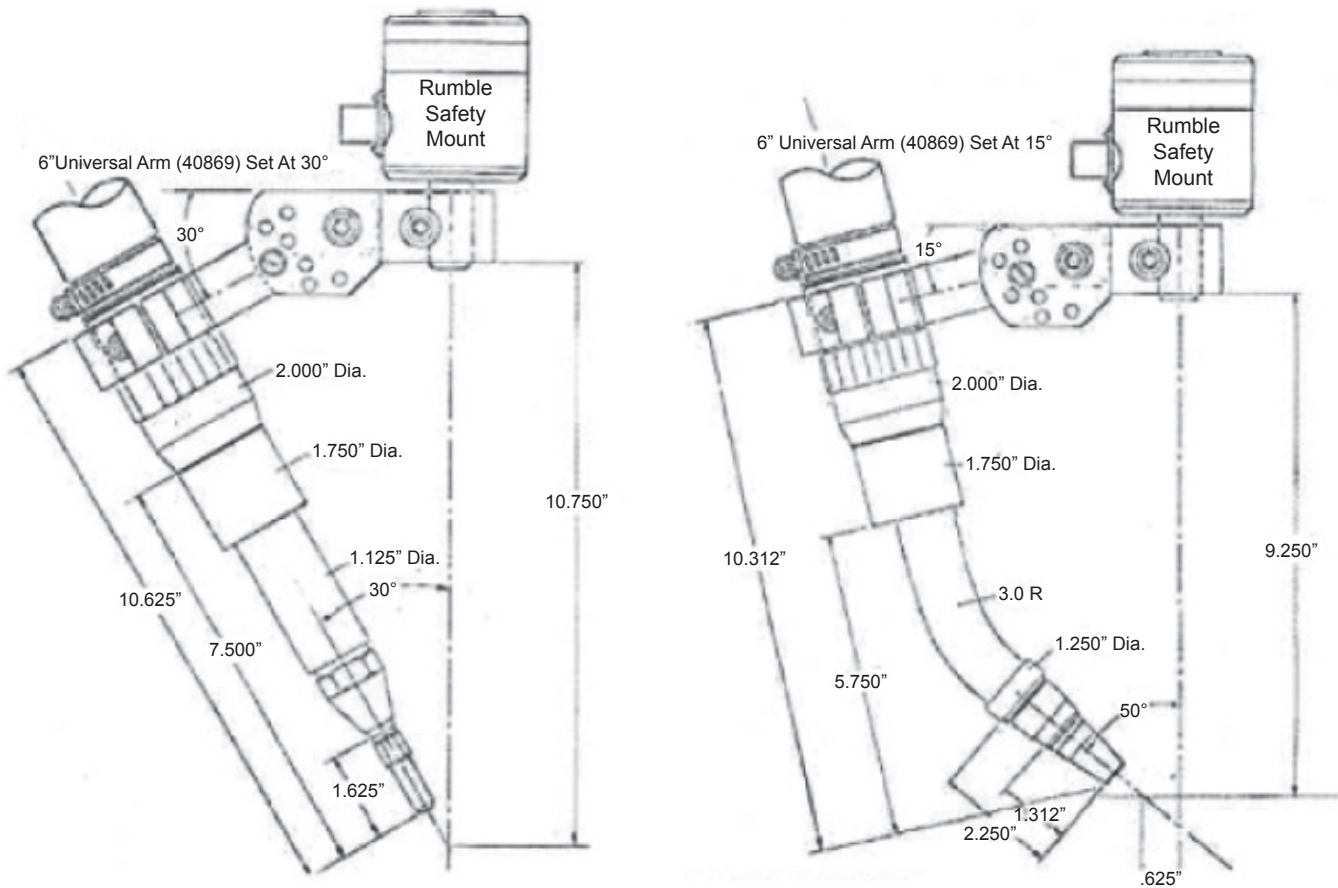 Rumble
Safety
Mount
6”Universal Arm (40869) Set At 30°
30°
2.000” Dia.
1.750” Dia.
10.750”
1.125” Dia.
30°
10.625”
7.500”
1.625”
Rumble
Safety
Mount
6” Universal Arm (40869) Set At 15°
15°
2.000” Dia.
1.750” Dia.
10.312”
9.250”
3.0 R
1.250” Dia.
5.750”
50°
1.312”
2.250”
.625”